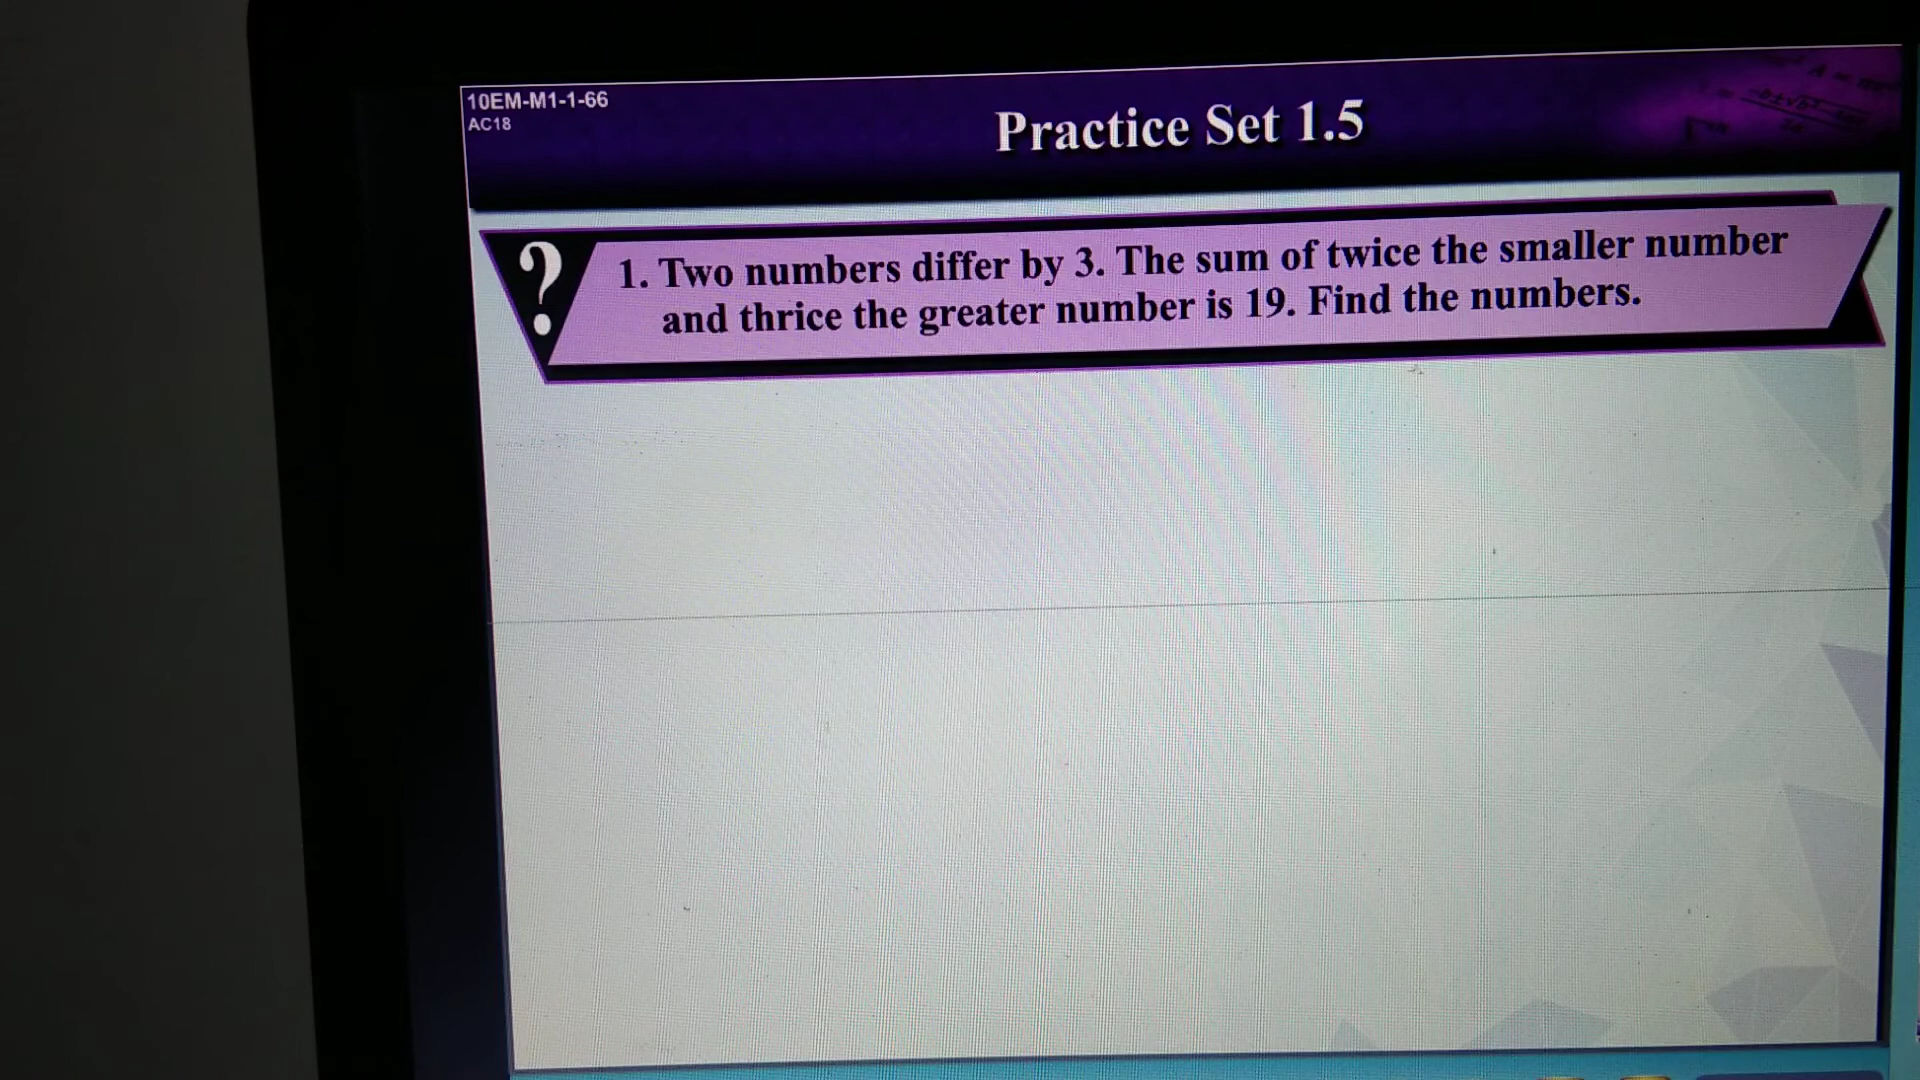 10EM-M1-1-66
AC18
Practice Set 1.5
?
1. Two numbers differ by 3. The sum of twice the smaller number
and thrice the greater number is 19. Find the numbers.